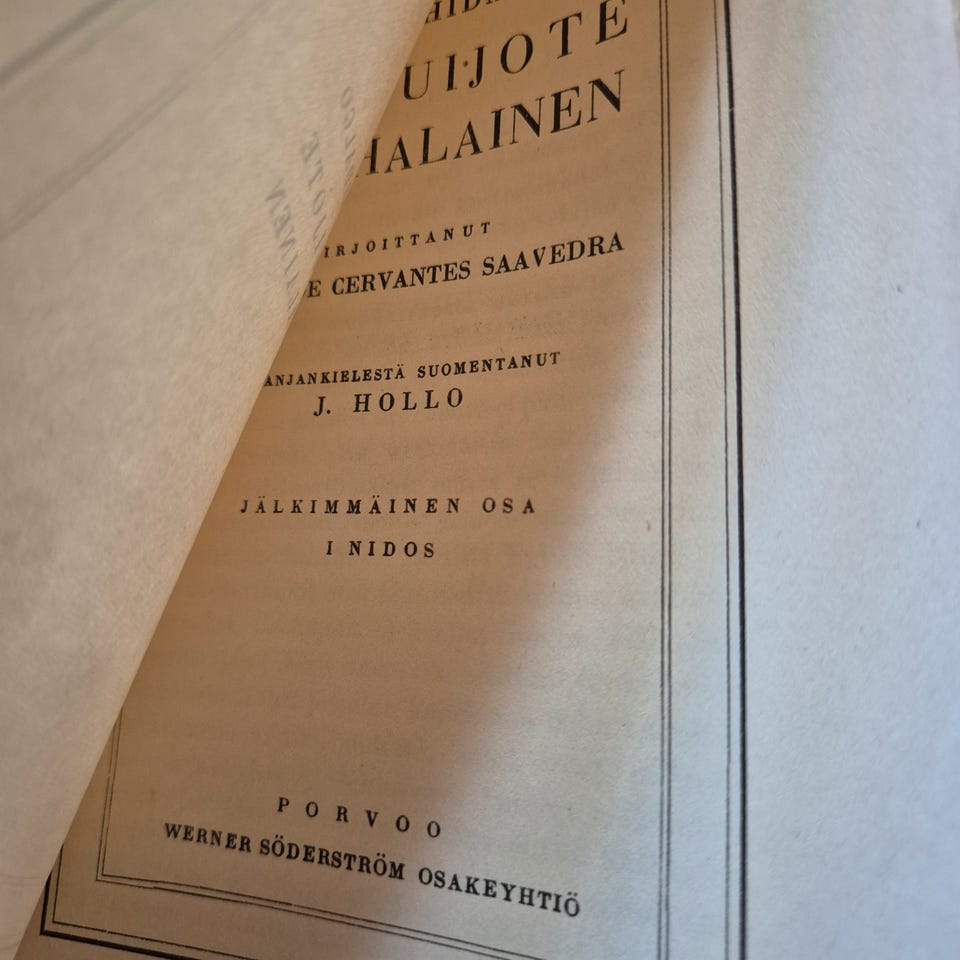 UIJOTE
HALAINEN
IRJOITTANUT
E CERVANTES SAAVEDRA
ANJANKIELESTÄ SUOMENTANUT
J. HOLLO
JÄLKIMMÄINEN OSA
I NIDOS
PORVOO
WERNER SÖDERSTRÖM OSAKEYHTIÖ